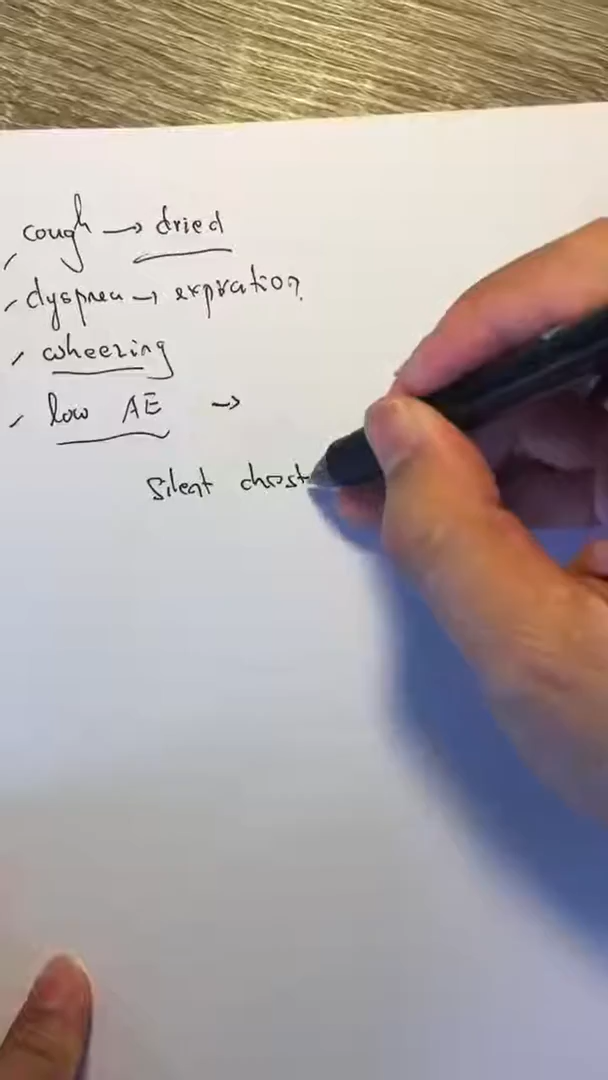 cough → dried
dyspnea → expiration
wheezing
low AE →
Silent chest